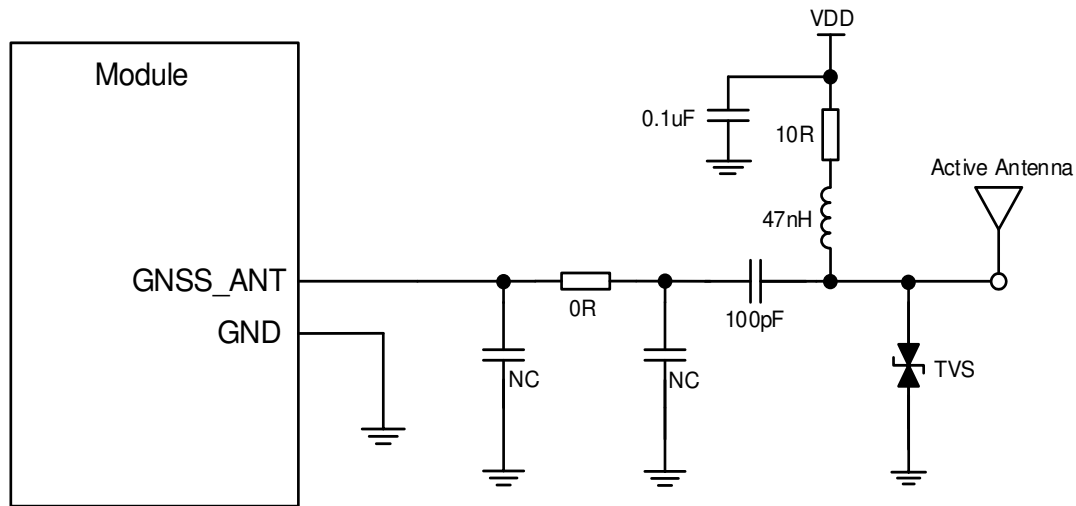 VDD
Module
0.1uF
10R
Active Antenna
47nH
GNSS_ANT
0R
100pF
GND
NC
NC
TVS